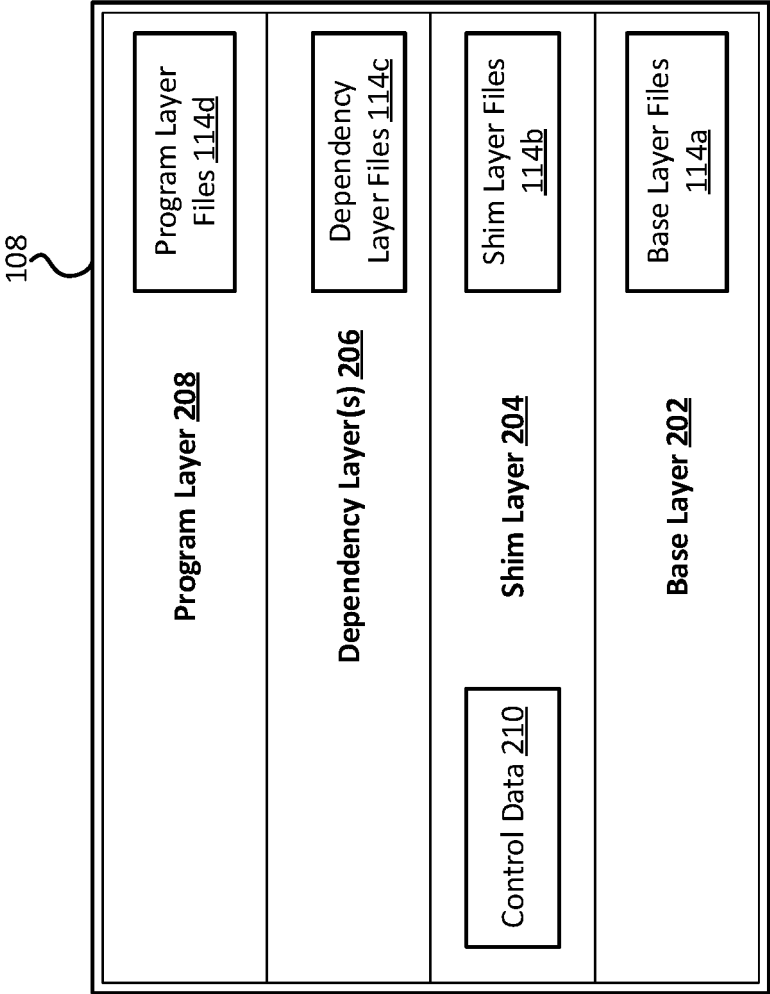 108
Program Layer 208
Program Layer
Files 114d
Dependency Layer(s) 206
Dependency
Layer Files 114c
Control Data 210
Shim Layer 204
Shim Layer Files
114b
Base Layer 202
Base Layer Files
114a